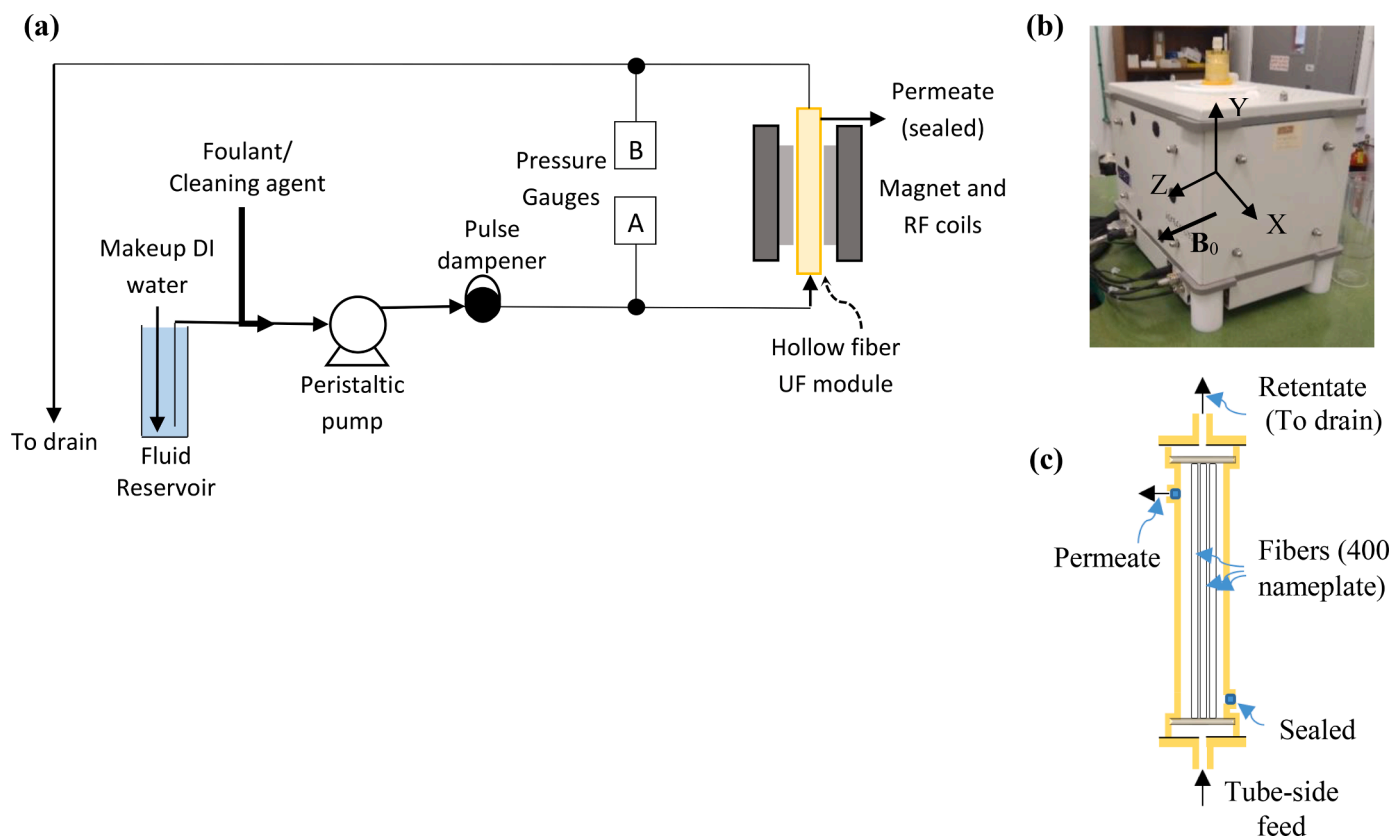 (a)
Foulant/
Cleaning agent
Makeup DI
water
Pulse
dampener
Pressure
Gauges
B
A
Permeate
(sealed)
Magnet and
RF coils
To drain
Fluid
Reservoir
Peristaltic
pump
Hollow fiber
UF module
(b)
Y
Z
X
B0
(c)
Retentate
(To drain)
Permeate
Fibers (400
nameplate)
Sealed
Tube-side
feed